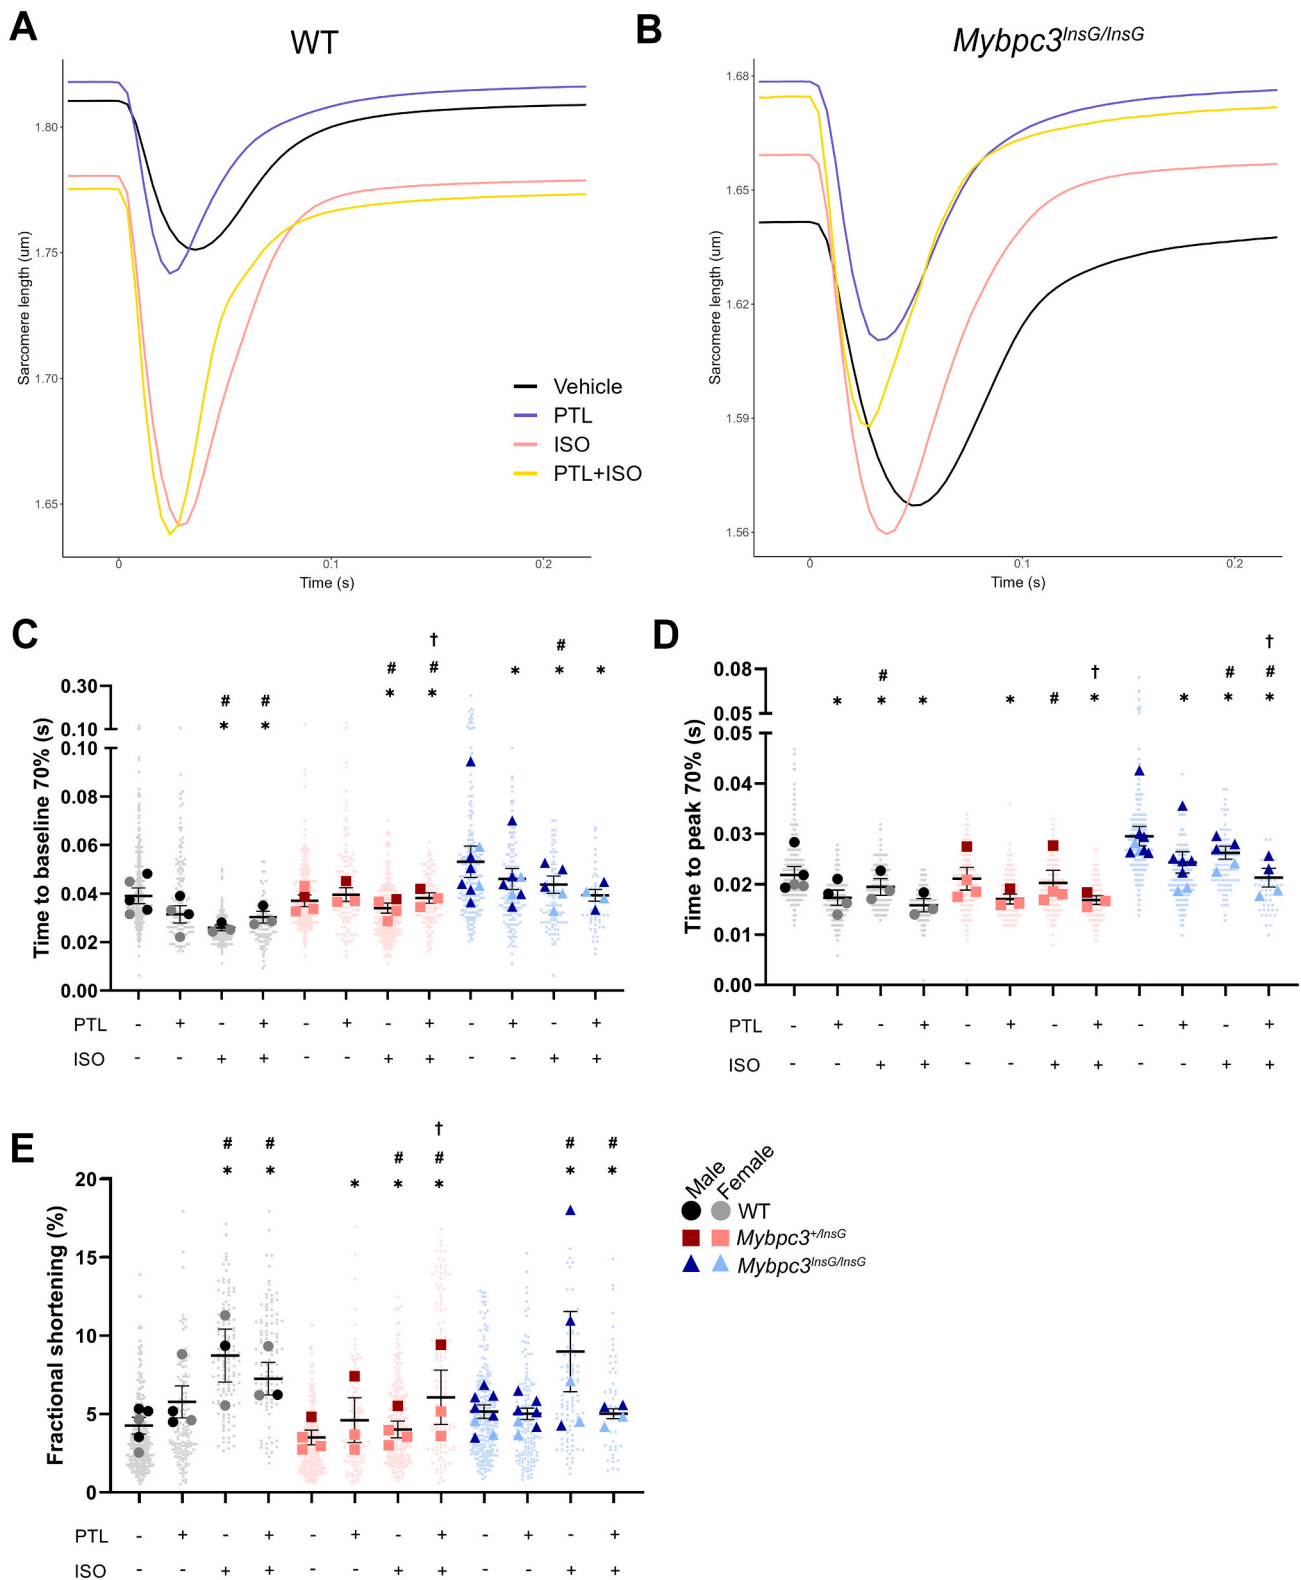 A
WT
B
Mybpc3InsG/InsG
Sarcomere length (um)
1.80
1.75
1.70
1.65
0
0.1
0.2
Time (s)
Vehicle
PTL
ISO
PTL+ISO
Sarcomere length (um)
1.68
1.65
1.62
1.59
1.56
0
0.1
0.2
Time (s)
C
Time to baseline 70% (s)
0.30
0.10
0.10
0.08
0.06
0.04
0.02
0.00
# # # † # # 
* * * * * * *
PTL - + - + - + - + - + - +
ISO - - + + - - + + - - + +
D
Time to peak 70% (s)
0.08
0.05
0.05
0.04
0.03
0.02
0.01
0.00
# # † # † #
* * * * * * * *
PTL - + - + - + - + - + - +
ISO - - + + - - + + - - + +
E
Fractional shortening (%)
20
15
10
5
0
# # # † # # #
* * * * * * *
PTL - + - + - + - + - + - +
ISO - - + + - - + + - - + +
Male
Female
WT
Mybpc3+/InsG
Mybpc3InsG/InsG